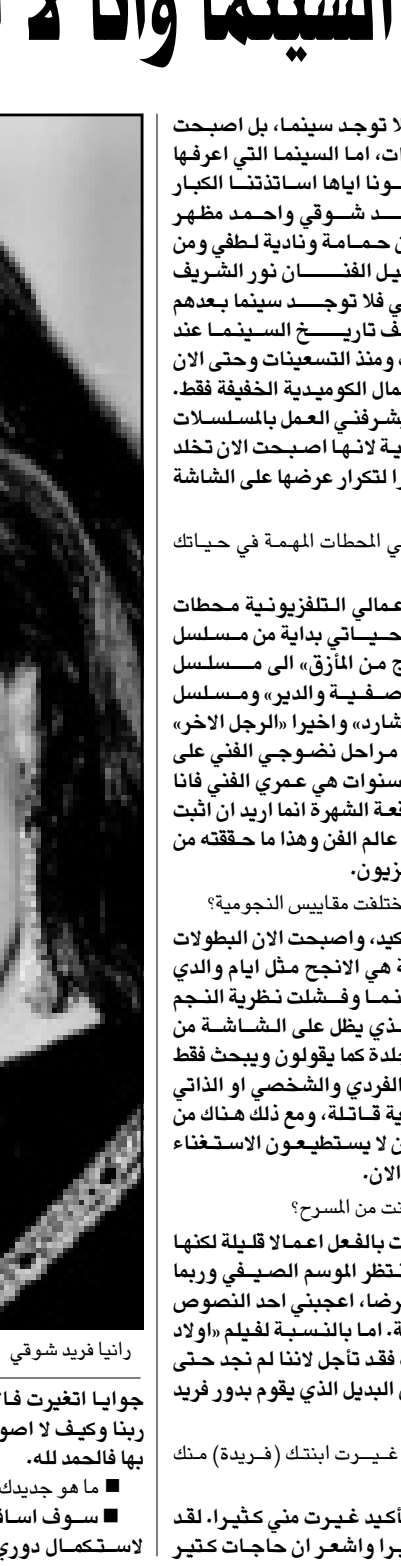 السينما وانا لا
لا توجد سينما، بل اصبحت
ات، اما السينما التي اعرفها
ونا اياها اساتذتنا الكبار
د شوقي واحمد مظهر
ن حمامة ونادية لطفي ومن
يل الفنان نور الشريف
ي فلا توجد سينما بعدهم
ف تاريخ السينما عند
، ومنذ التسعينات وحتى الان
مال الكوميدية الخفيفة فقط.
يشرفني العمل بالمسلسلات
ية لانها اصبحت الان تخلد
را لتكرار عرضها على الشاشة
ي المحطات المهمة في حياتك
عمالي التلفزيونية محطات
حياتي بداية من مسلسل
ج من المأزق» الى مسلسل
صفية والدير» ومسلسل
شارد» واخيرا «الرجل الاخر»
مراحل نضوجي الفني على
سنوات هي عمري الفني فانا
قعة الشهرة انما اريد ان اثبت
عالم الفن وهذا ما حققته من
زيون.
ختلفت مقاييس النجومية؟
كيد، واصبحت الان البطولات
ة هي الانجح مثل ايام والدي
نما وفشلت نظرية النجم
ذي يظل على الشاشة من
جلدة كما يقولون ويبحث فقط
الفردي والشخصي او الذاتي
ية قاتلة، ومع ذلك هناك من
ن لا يستطيعون الاستغناء
الان.
نت من المسرح؟
ت بالفعل اعمالا قليلة لكنها
نتظر الموسم الصيفي وربما
رضا، اعجبني احد النصوص
ة. اما بالنسبة لفيلم «اولاد
فقد تأجل لاننا لم نجد حتى
ن البديل الذي يقوم بدور فريد
غيرت ابنتك (فريدة) منك
أكيد غيرت مني كثيرا. لقد
يرا واشعر ان حاجات كتير
رانيا فريد شوقي
جوايا اتغيرت
ربنا وكيف لا
بها فالحمد لله.
■ ما هو جديدك
■ سوف
لاستكمال دوري